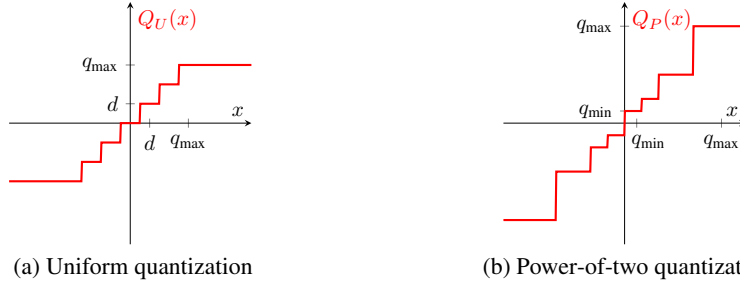 Q_U(x)
q_max
d
x
d
q_max
(a) Uniform quantization
Q_P(x)
q_max
q_min
x
q_min
q_max
(b) Power-of-two quantizat